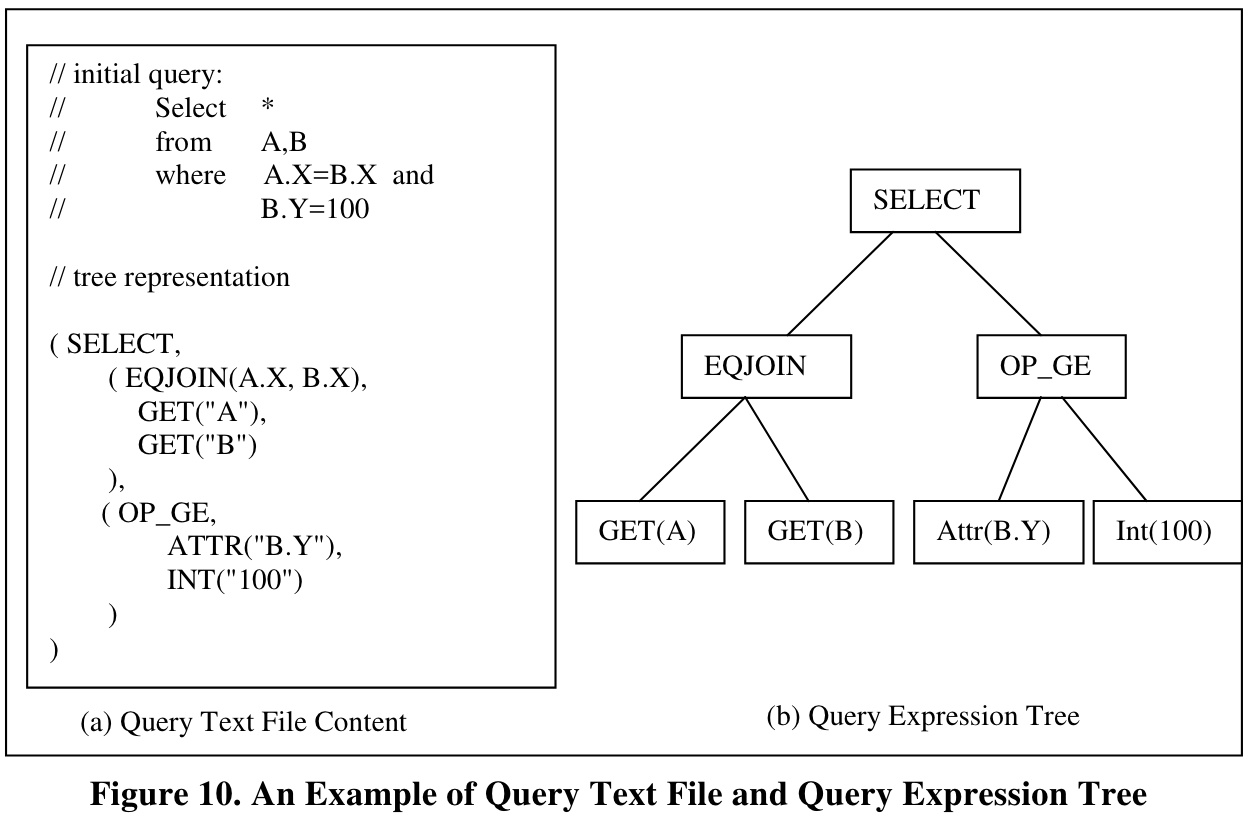 // initial query:
// Select *
// from A,B
// where A.X=B.X and
// B.Y=100
// tree representation
( SELECT,
( EQJOIN(A.X, B.X),
GET("A"),
GET("B")
),
( OP_GE,
ATTR("B.Y"),
INT("100")
)
)
(a) Query Text File Content
SELECT
EQJOIN OP_GE
GET(A) GET(B) Attr(B.Y) Int(100)
(b) Query Expression Tree
Figure 10. An Example of Query Text File and Query Expression Tree